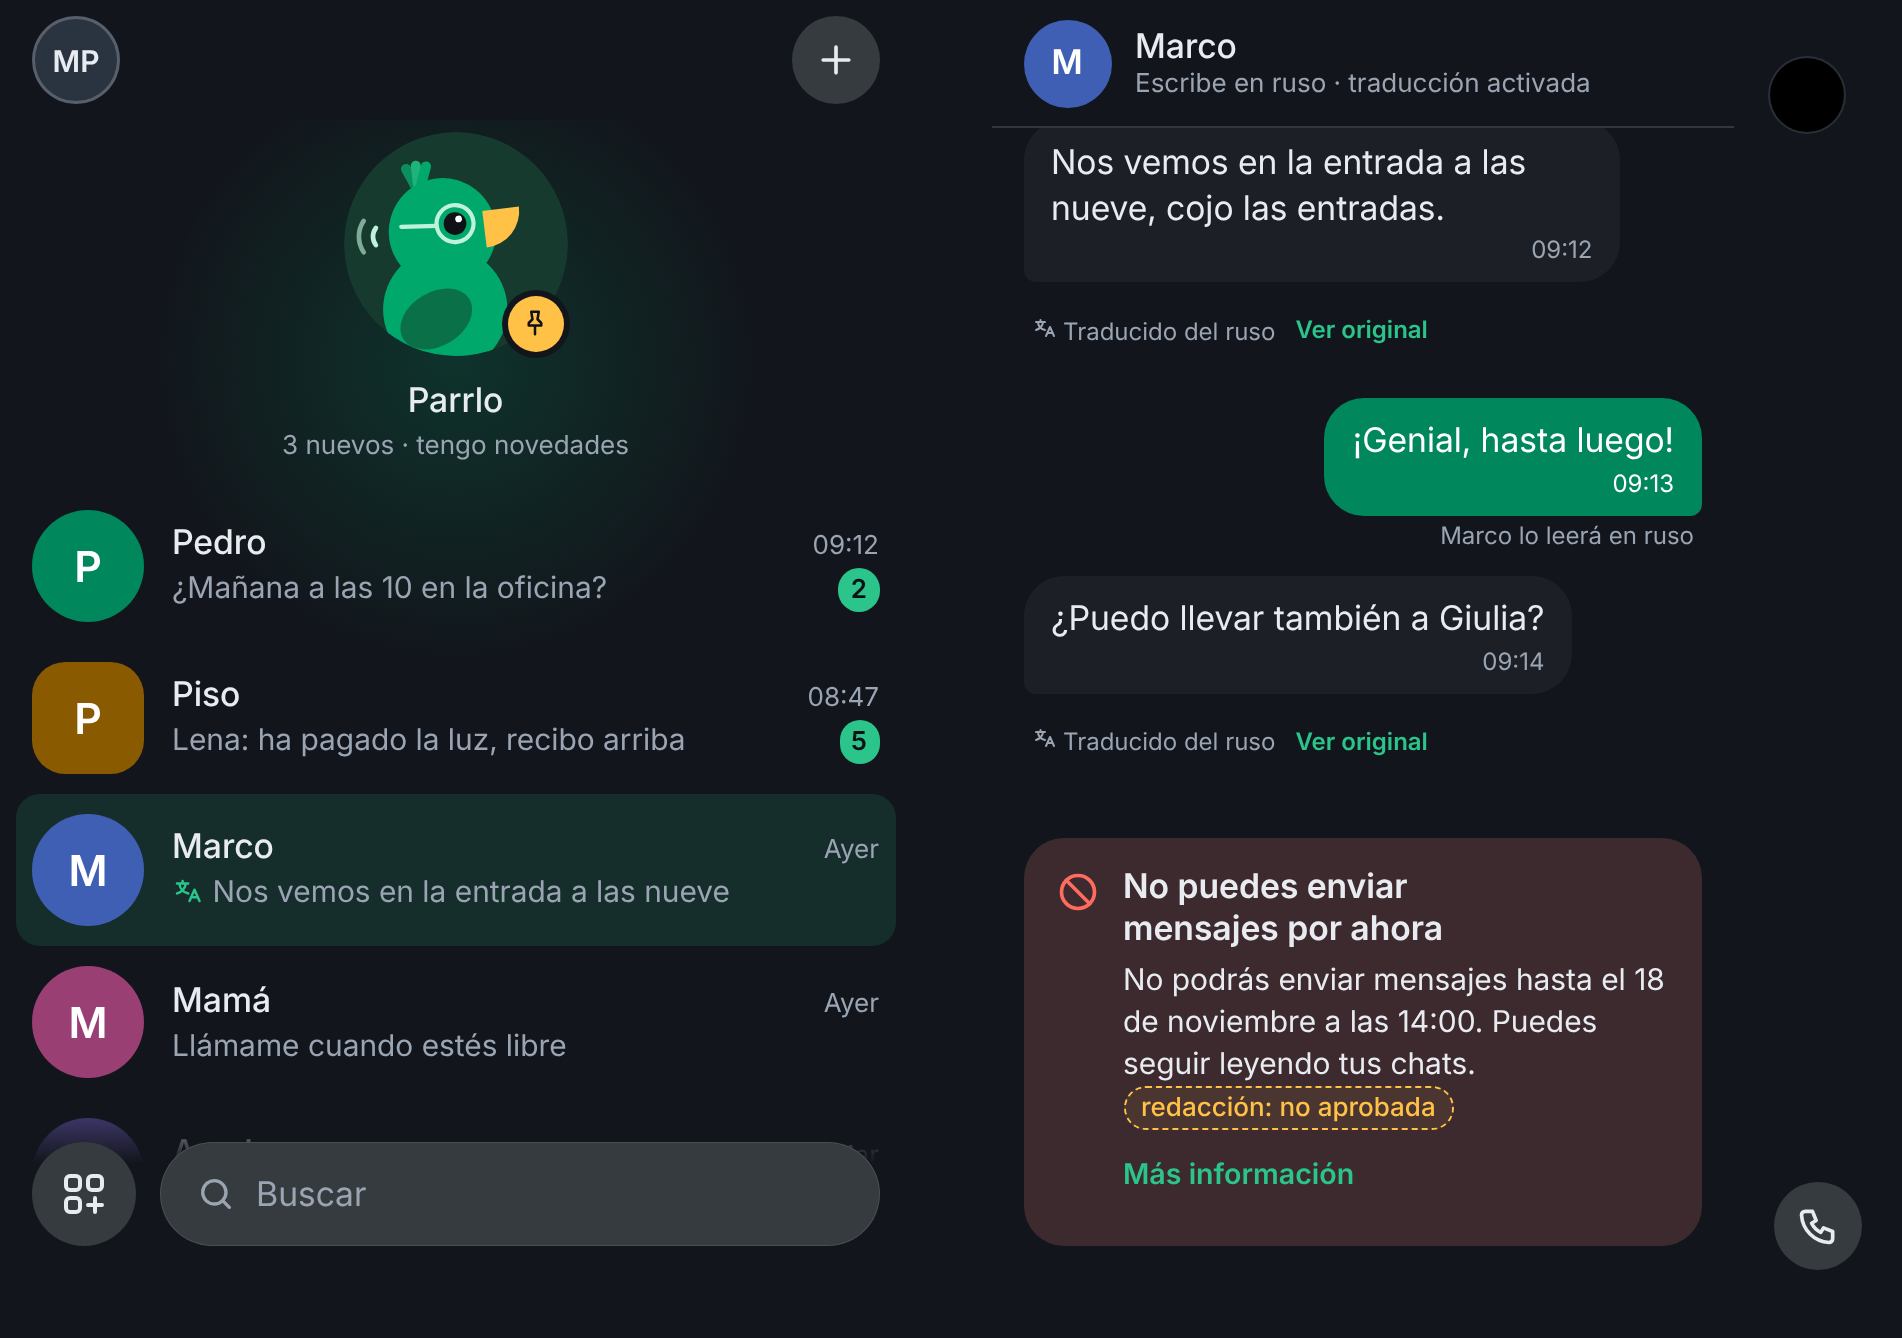 MP
Parrlo
3 nuevos · tengo novedades
P
Pedro
09:12
¿Mañana a las 10 en la oficina?
2
P
Piso
08:47
Lena: ha pagado la luz, recibo arriba
5
M
Marco
Ayer
Nos vemos en la entrada a las nueve
M
Mamá
Ayer
Llámame cuando estés libre
Buscar
M
Marco
Escribe en ruso · traducción activada
Nos vemos en la entrada a las
nueve, cojo las entradas.
09:12
Traducido del ruso Ver original
¡Genial, hasta luego!
09:13
Marco lo leerá en ruso
¿Puedo llevar también a Giulia?
09:14
Traducido del ruso Ver original
No puedes enviar
mensajes por ahora
No podrás enviar mensajes hasta el 18
de noviembre a las 14:00. Puedes
seguir leyendo tus chats.
redacción: no aprobada
Más información